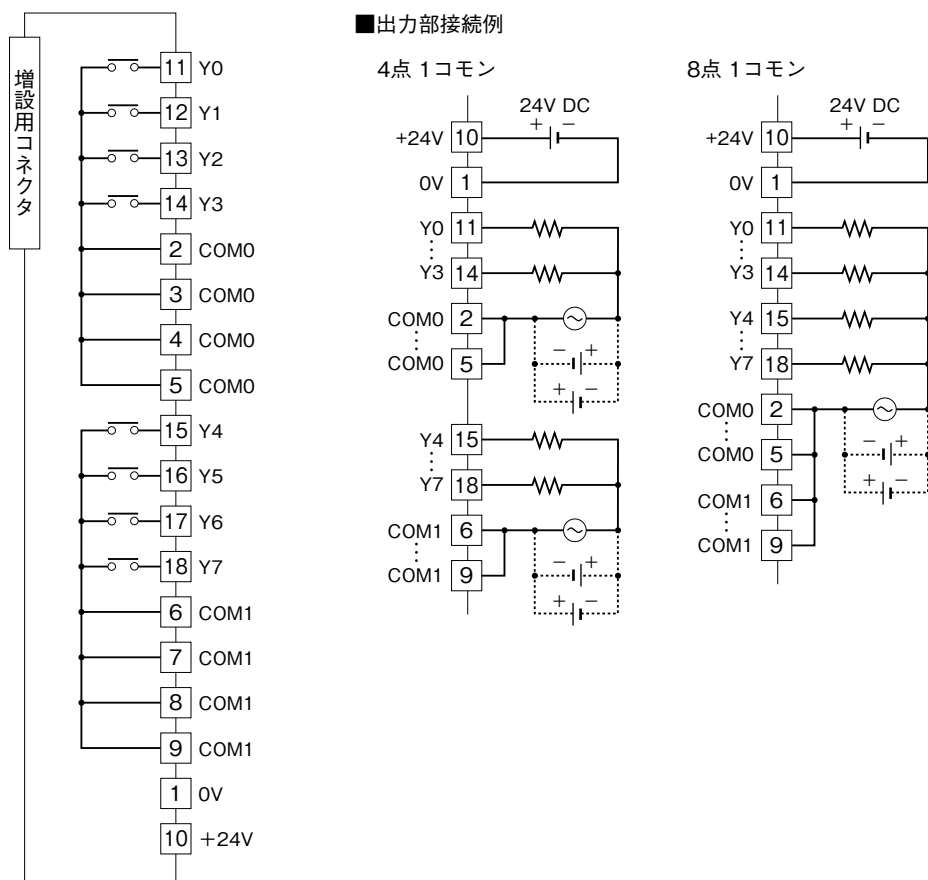 増設用コネクタ
11 Y0
12 Y1
13 Y2
14 Y3
2 COM0
3 COM0
4 COM0
5 COM0
15 Y4
16 Y5
17 Y6
18 Y7
6 COM1
7 COM1
8 COM1
9 COM1
1 0V
10 +24V
■出力部接続例
4点 1コモン
24V DC
+ −
+24V 10
0V 1
Y0 11
Y3 14
COM0 2
COM0 5
− +
+ −
Y4 15
Y7 18
COM1 6
COM1 9
− +
+ −
8点 1コモン
24V DC
+ −
+24V 10
0V 1
Y0 11
Y3 14
Y4 15
Y7 18
COM0 2
COM0 5
COM1 6
COM1 9
− +
+ −